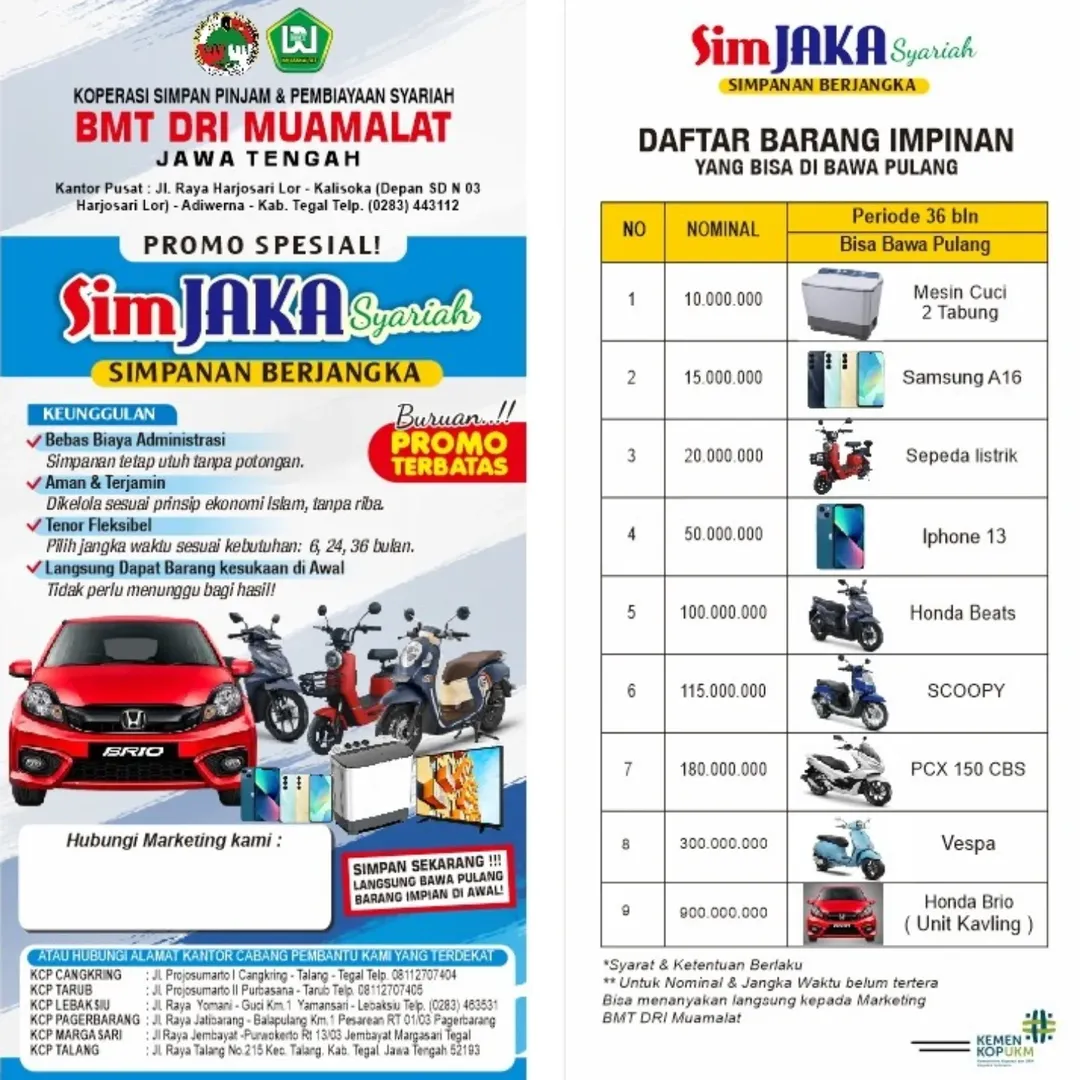 KOPERASI SIMPAN PINJAM & PEMBIAYAAN SYARIAH
BMT DRI MUAMALAT
JAWA TENGAH
Kantor Pusat : Jl. Raya Harjosari Lor - Kalisoka (Depan SD N 03
Harjosari Lor) - Adiwerna - Kab. Tegal Telp. (0283) 443112
PROMO SPESIAL!
SimJAKA Syariah
SIMPANAN BERJANGKA
KEUNGGULAN
Bebas Biaya Administrasi
Simpanan tetap utuh tanpa potongan.
Aman & Terjamin
Dikelola sesuai prinsip ekonomi Islam, tanpa riba.
Tenor Fleksibel
Pilih jangka waktu sesuai kebutuhan: 6, 24, 36 bulan.
Langsung Dapat Barang kesukaan di Awal
Tidak perlu menunggu bagi hasil!
Buruan..!!
PROMO
TERBATAS
BRIO
Hubungi Marketing kami :
SIMPAN SEKARANG !!!
LANGSUNG BAWA PULANG
BARANG IMPIAN DI AWAL!
ATAU HUBUNGI ALAMAT KANTOR CABANG PEMBANTU KAMI YANG TERDEKAT
KCP CANGKRING : Jl. Projosumarto I Cangkring - Talang - Tegal Telp. 08112707404
KCP TARUB : Jl. Projosumarto II Purbasana - Tarub Telp. 08112707405
KCP LEBAKSIU : Jl. Raya Yomani - Guci Km.1 Yamansari - Lebaksiu Telp. (0283) 463531
KCP PAGERBARANG : Jl. Raya Jatibarang - Balapulang Km.1 Pesarean RT 01/03 Pagerbarang
KCP MARGASARI : Jl Raya Jembayat -Purwokerto Rt 13/03 Jembayat Margasari Tegal
KCP TALANG : Jl. Raya Talang No.215 Kec. Talang. Kab. Tegal. Jawa Tengah 52193
SimJAKA Syariah
SIMPANAN BERJANGKA
DAFTAR BARANG IMPINAN
YANG BISA DI BAWA PULANG
NO NOMINAL Periode 36 bln
Bisa Bawa Pulang
1 10.000.000 Mesin Cuci
2 Tabung
2 15.000.000 Samsung A16
3 20.000.000 Sepeda listrik
4 50.000.000 Iphone 13
5 100.000.000 Honda Beats
6 115.000.000 SCOOPY
7 180.000.000 PCX 150 CBS
8 300.000.000 Vespa
9 900.000.000 Honda Brio
( Unit Kavling )
*Syarat & Ketentuan Berlaku
** Untuk Nominal & Jangka Waktu belum tertera
Bisa menanyakan langsung kepada Marketing
BMT DRI Muamalat
KEMEN
KOPUKM